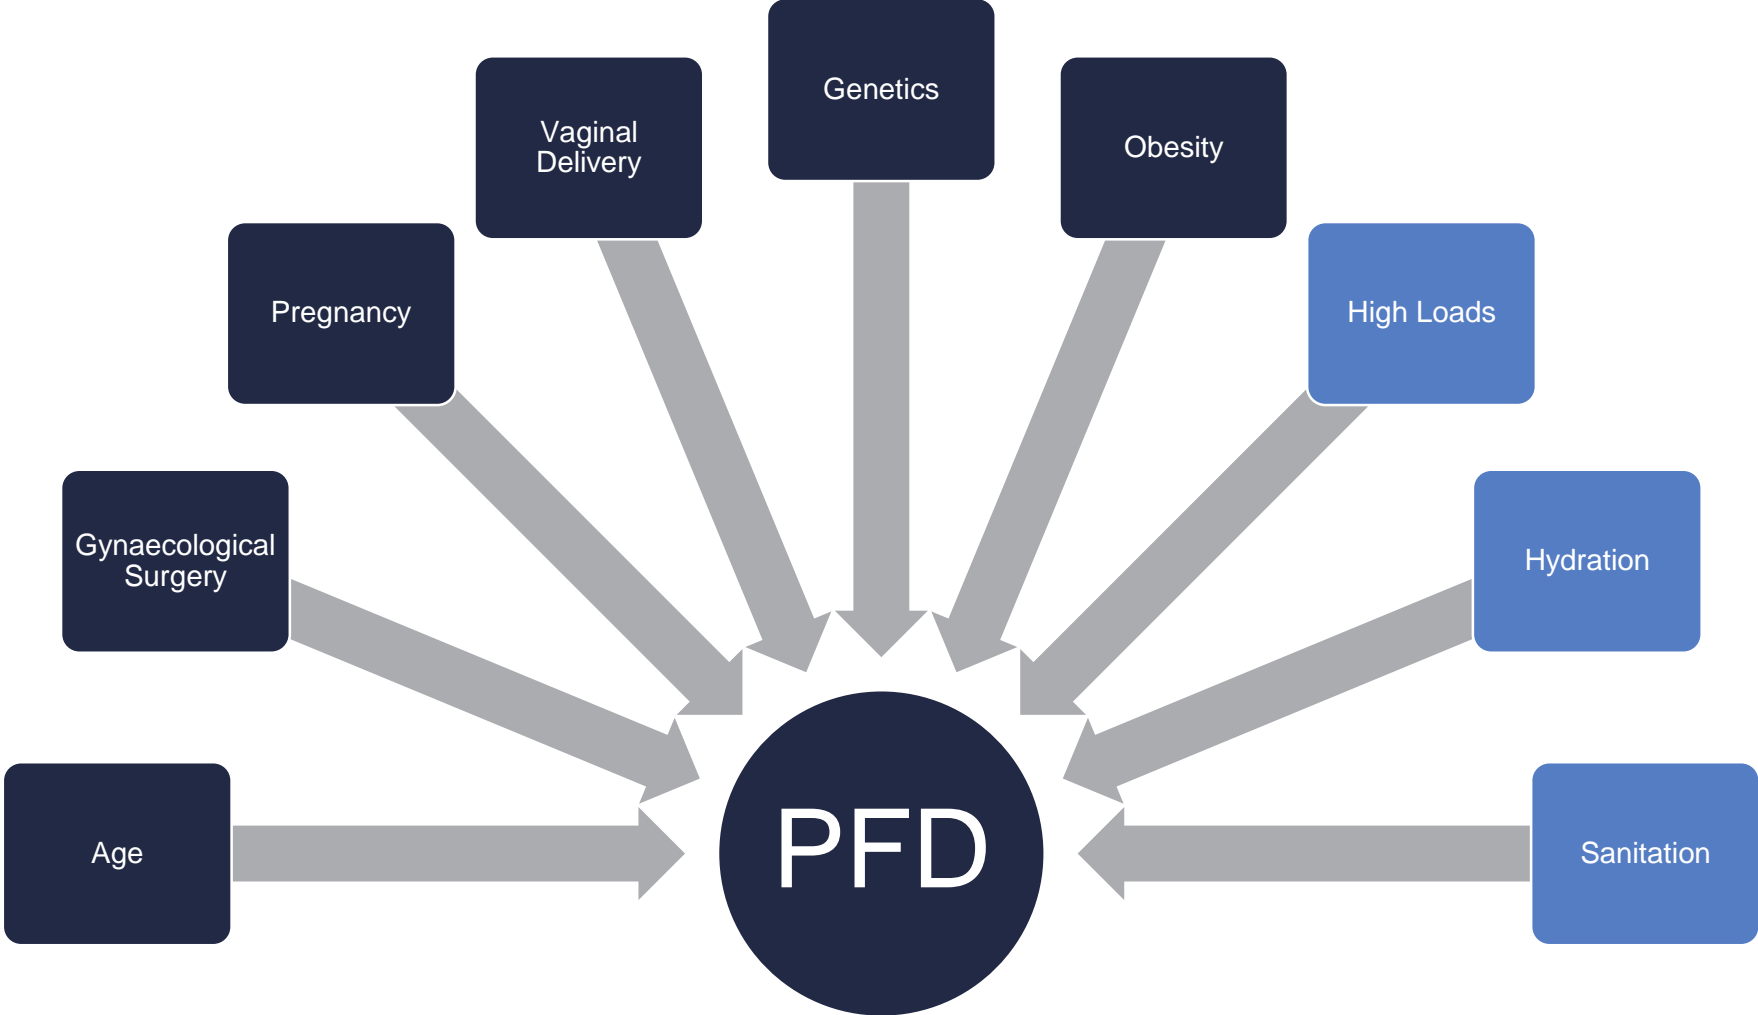 Genetics
Vaginal
Delivery
Obesity
Pregnancy
High Loads
Gynaecological
Surgery
Hydration
Age
PFD
Sanitation